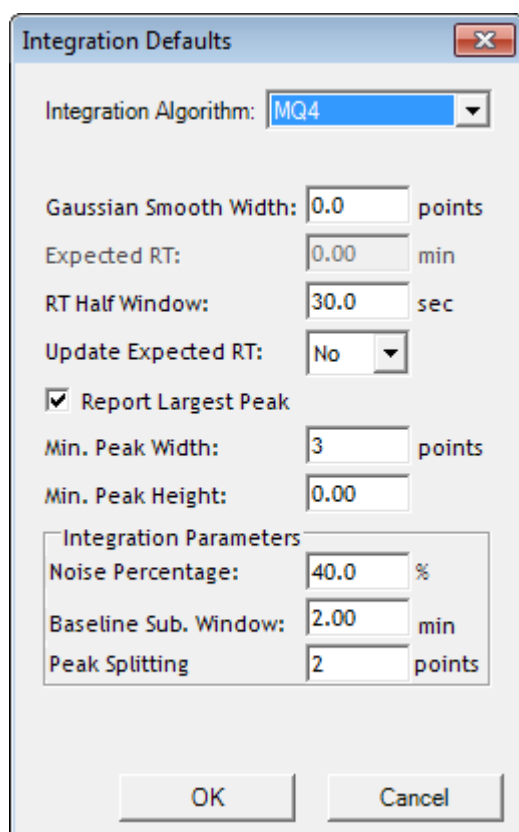 Integration Defaults
Integration Algorithm: MQ4
Gaussian Smooth Width: 0.0 points
Expected RT: 0.00 min
RT Half Window: 30.0 sec
Update Expected RT: No
Report Largest Peak
Min. Peak Width: 3 points
Min. Peak Height: 0.00
Integration Parameters
Noise Percentage: 40.0 %
Baseline Sub. Window: 2.00 min
Peak Splitting 2 points
OK Cancel